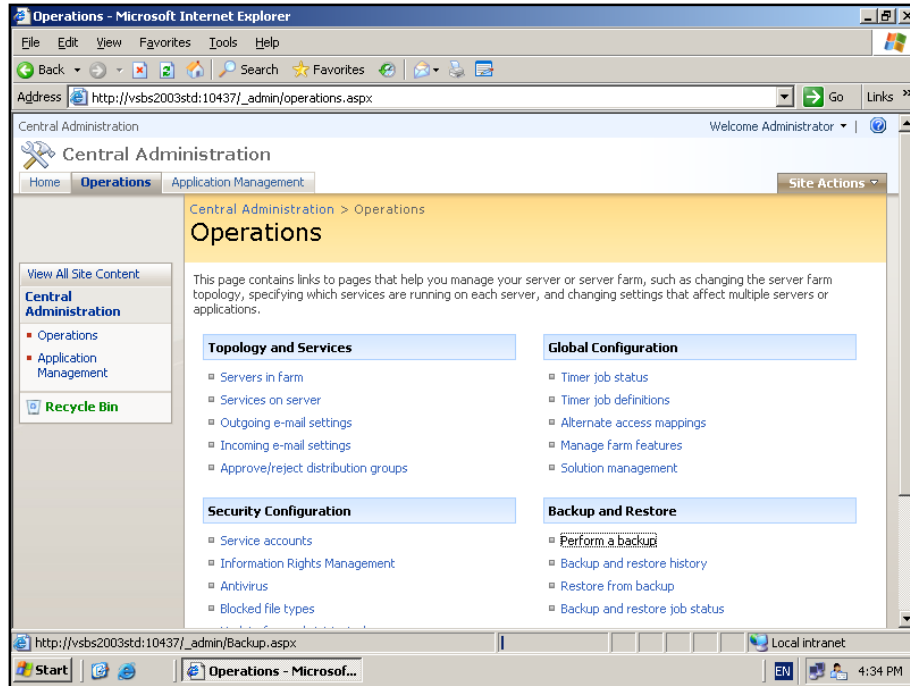 Operations - Microsoft Internet Explorer
File Edit View Favorites Tools Help
Back Search Favorites
Address http://vsbs2003std:10437/_admin/operations.aspx Go Links »
Central Administration Welcome Administrator
Central Administration
Home Operations Application Management Site Actions
Central Administration > Operations
Operations
View All Site Content
Central
Administration
Operations
Application
Management
Recycle Bin
This page contains links to pages that help you manage your server or server farm, such as changing the server farm
topology, specifying which services are running on each server, and changing settings that affect multiple servers or
applications.
Topology and Services
Servers in farm
Services on server
Outgoing e-mail settings
Incoming e-mail settings
Approve/reject distribution groups
Global Configuration
Timer job status
Timer job definitions
Alternate access mappings
Manage farm features
Solution management
Security Configuration
Service accounts
Information Rights Management
Antivirus
Blocked file types
Backup and Restore
Perform a backup
Backup and restore history
Restore from backup
Backup and restore job status
http://vsbs2003std:10437/_admin/Backup.aspx Local intranet
Start Operations - Microsof... EN 4:34 PM